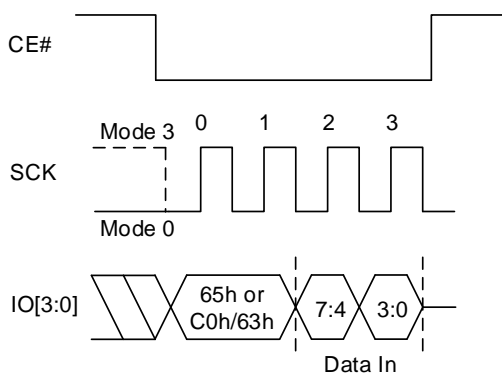 CE#
Mode 3 0 1 2 3
SCK
Mode 0
IO[3:0]
65h or
C0h/63h
7:4 3:0
Data In